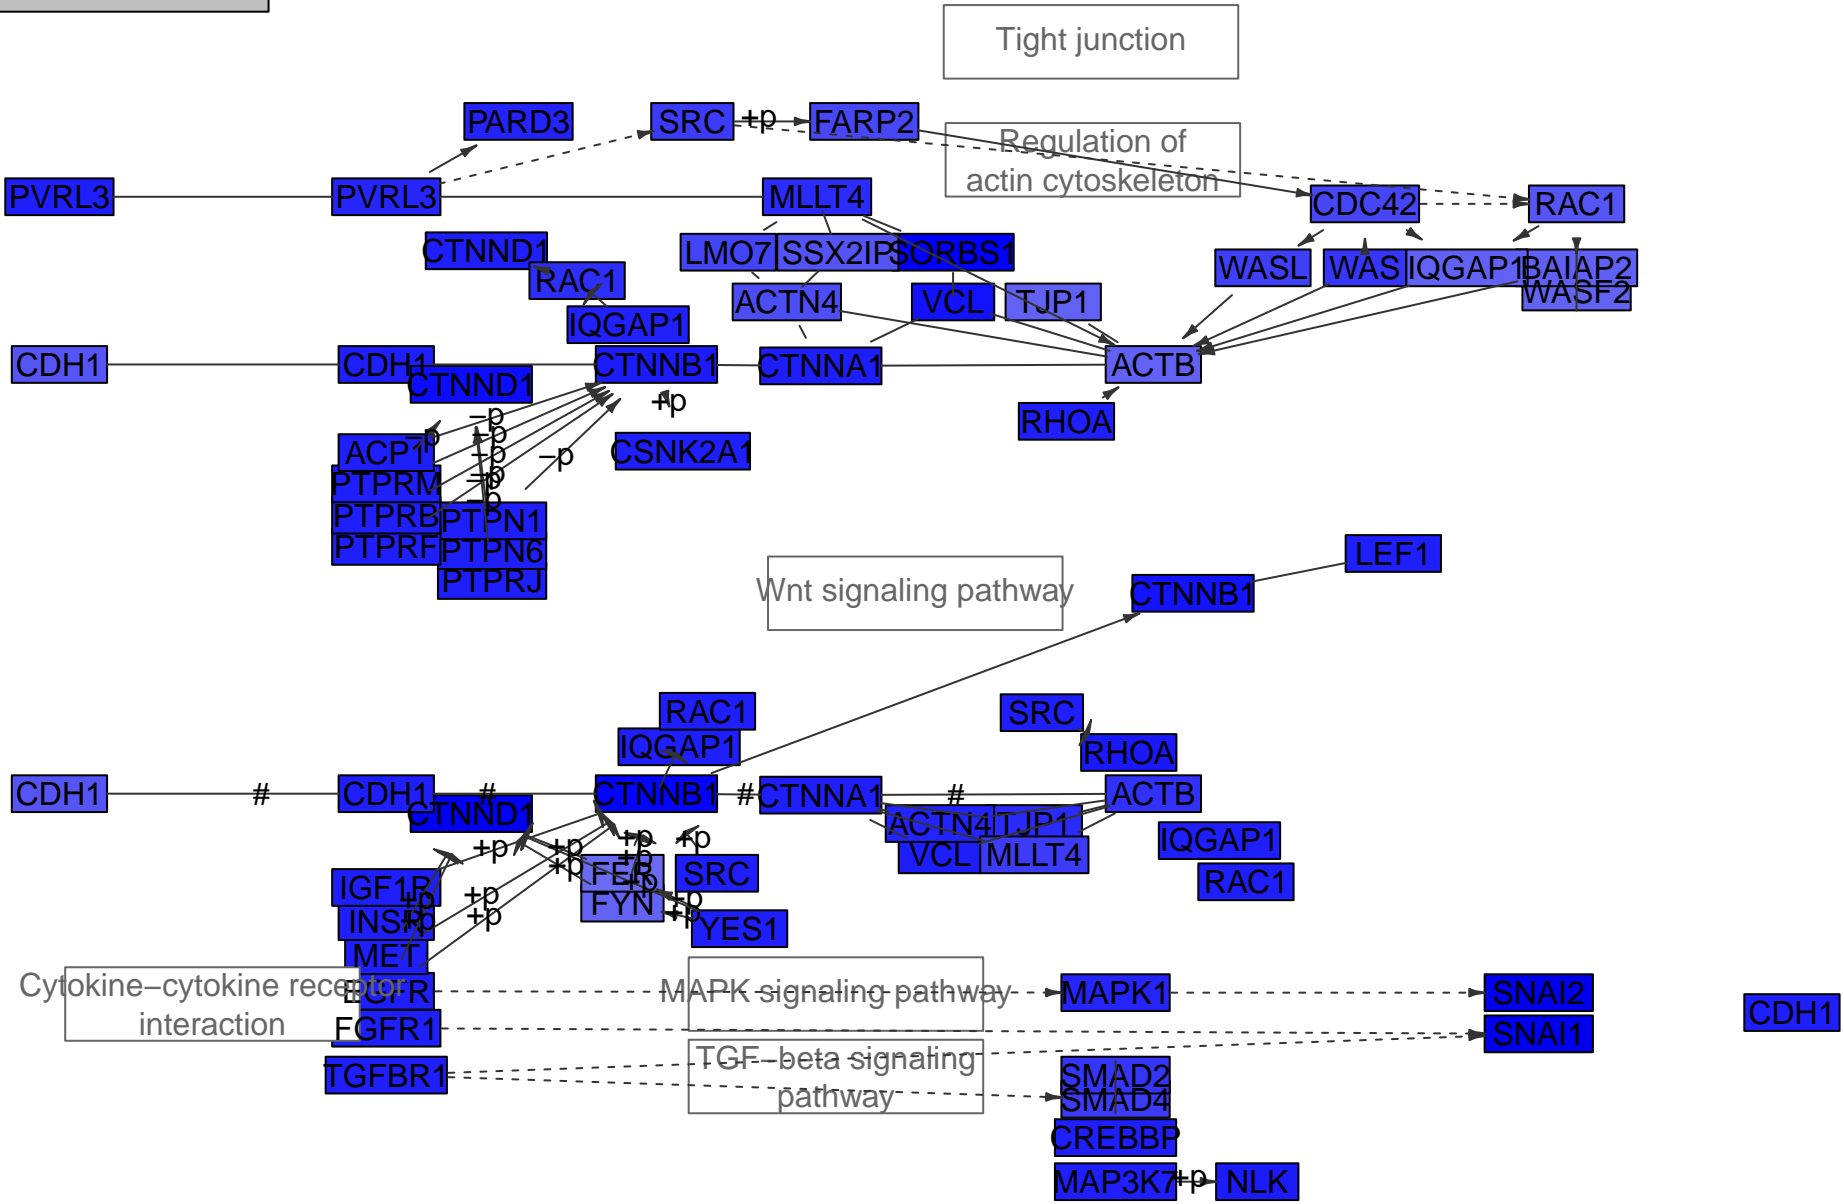 Tight junction
PARD3
SRC
+p
FARP2
Regulation of
actin cytoskeleton
PVRL3
PVRL3
MLLT4
CDC42
RAC1
CTNND1
LMO7
SSX2IP
SORBS1
RAC1
WASL
WAS
IQGAP1
BAIAP2
WASF2
ACTN4
VCL
TJP1
IQGAP1
CDH1
CDH1
CTNND1
CTNNB1
CTNNA1
ACTB
+p
RHOA
–p
–p
–p
–p
–p
–p
–p
–p
ACP1
CSNK2A1
PTPRM
PTPRB
PTPN1
PTPRF
PTPN6
PTPRJ
LEF1
Wnt signaling pathway
CTNNB1
RAC1
SRC
IQGAP1
RHOA
CDH1
#
CDH1
#
CTNNB1
#
CTNNA1
#
ACTB
CTNND1
ACTN4
TJP1
IQGAP1
+p
+p
+p
+p
+p
+p
VCL
MLLT4
IGF1R
FER
+p
SRC
RAC1
+p
+p
+p
INSR
+p
+p
FYN
+p
YES1
MET
Cytokine–cytokine receptor
interaction
EGFR
MAPK signaling pathway
MAPK1
SNAI2
FGFR1
SNAI1
CDH1
TGF–beta signaling
pathway
TGFBR1
SMAD2
SMAD4
CREBBP
MAP3K7
+p
NLK